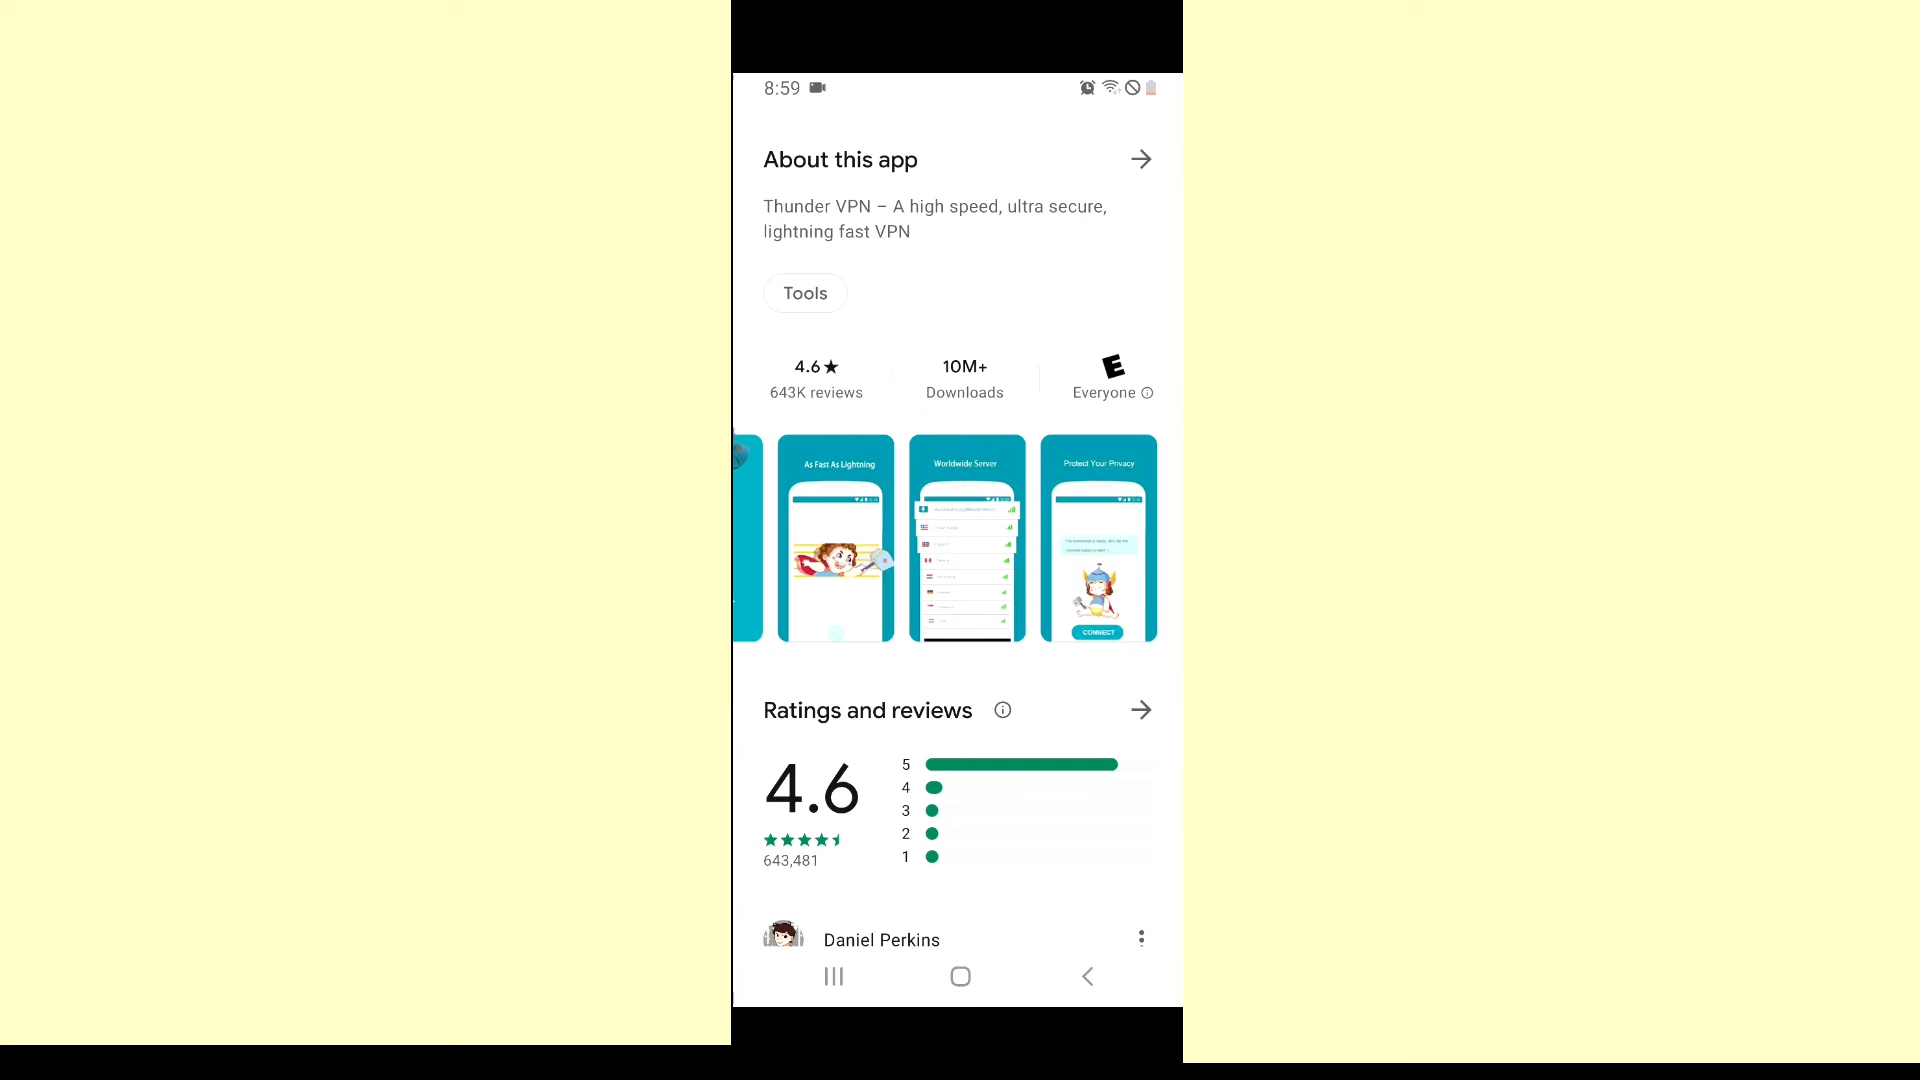 8:59
About this app
Thunder VPN – A high speed, ultra secure,
lightning fast VPN
Tools
4.6★
10M+
E
643K reviews
Downloads
Everyone
As Fast As Lightning
Worldwide Server
Protect Your Privacy
CONNECT
Ratings and reviews
4.6
643,481
5
4
3
2
1
Daniel Perkins